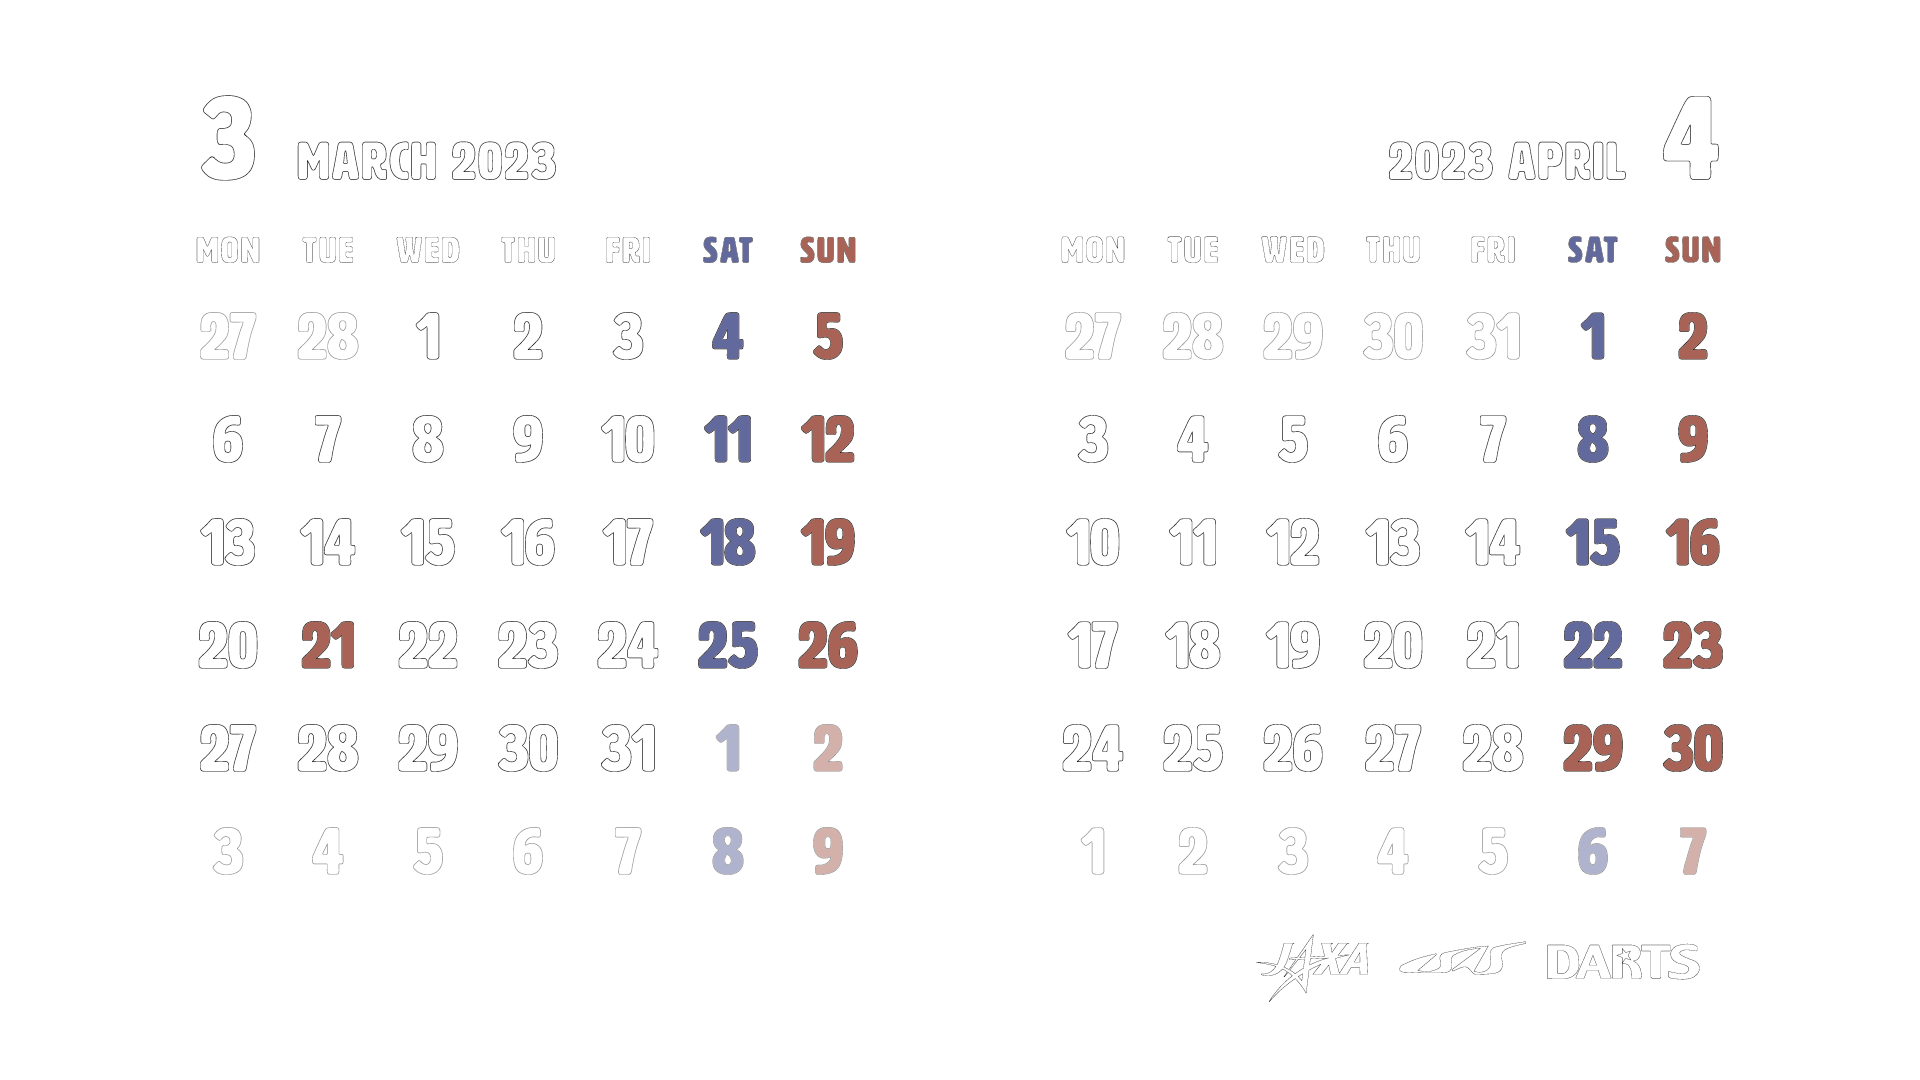 3 MARCH 2023
MON TUE WED THU FRI SAT SUN
27 28 1 2 3 4 5
6 7 8 9 10 11 12
13 14 15 16 17 18 19
20 21 22 23 24 25 26
27 28 29 30 31 1 2
3 4 5 6 7 8 9
2023 APRIL 4
MON TUE WED THU FRI SAT SUN
27 28 29 30 31 1 2
3 4 5 6 7 8 9
10 11 12 13 14 15 16
17 18 19 20 21 22 23
24 25 26 27 28 29 30
1 2 3 4 5 6 7
JAXA ISAS DARTS